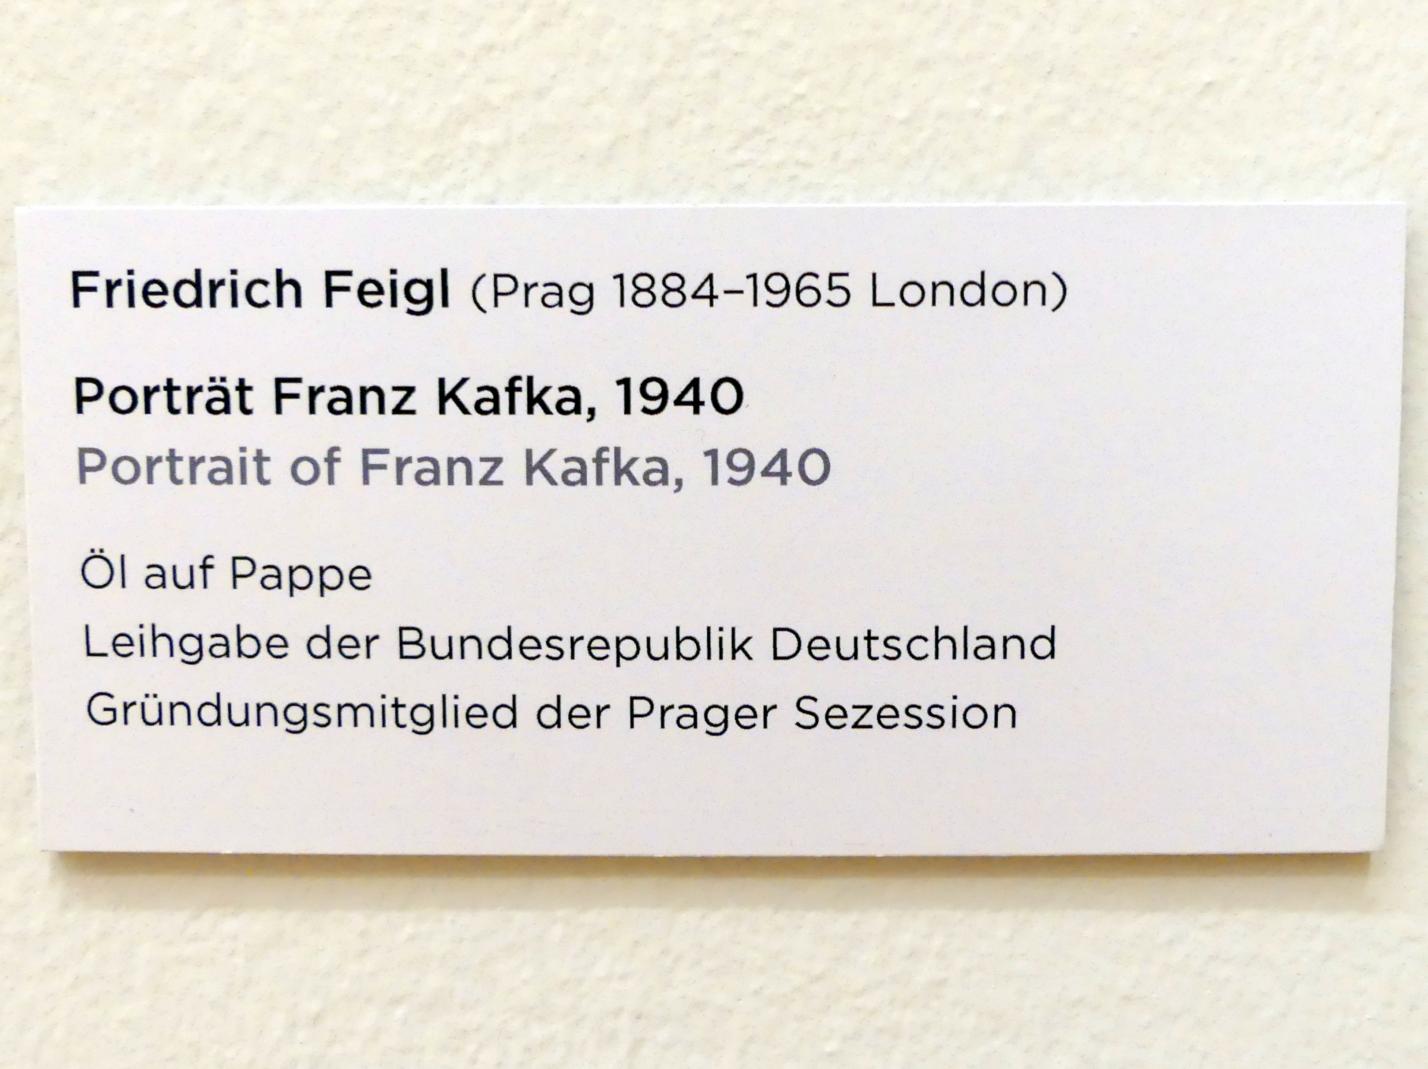 Friedrich Feigl (Prag 1884–1965 London)
Porträt Franz Kafka, 1940
Portrait of Franz Kafka, 1940
Öl auf Pappe
Leihgabe der Bundesrepublik Deutschland
Gründungsmitglied der Prager Sezession